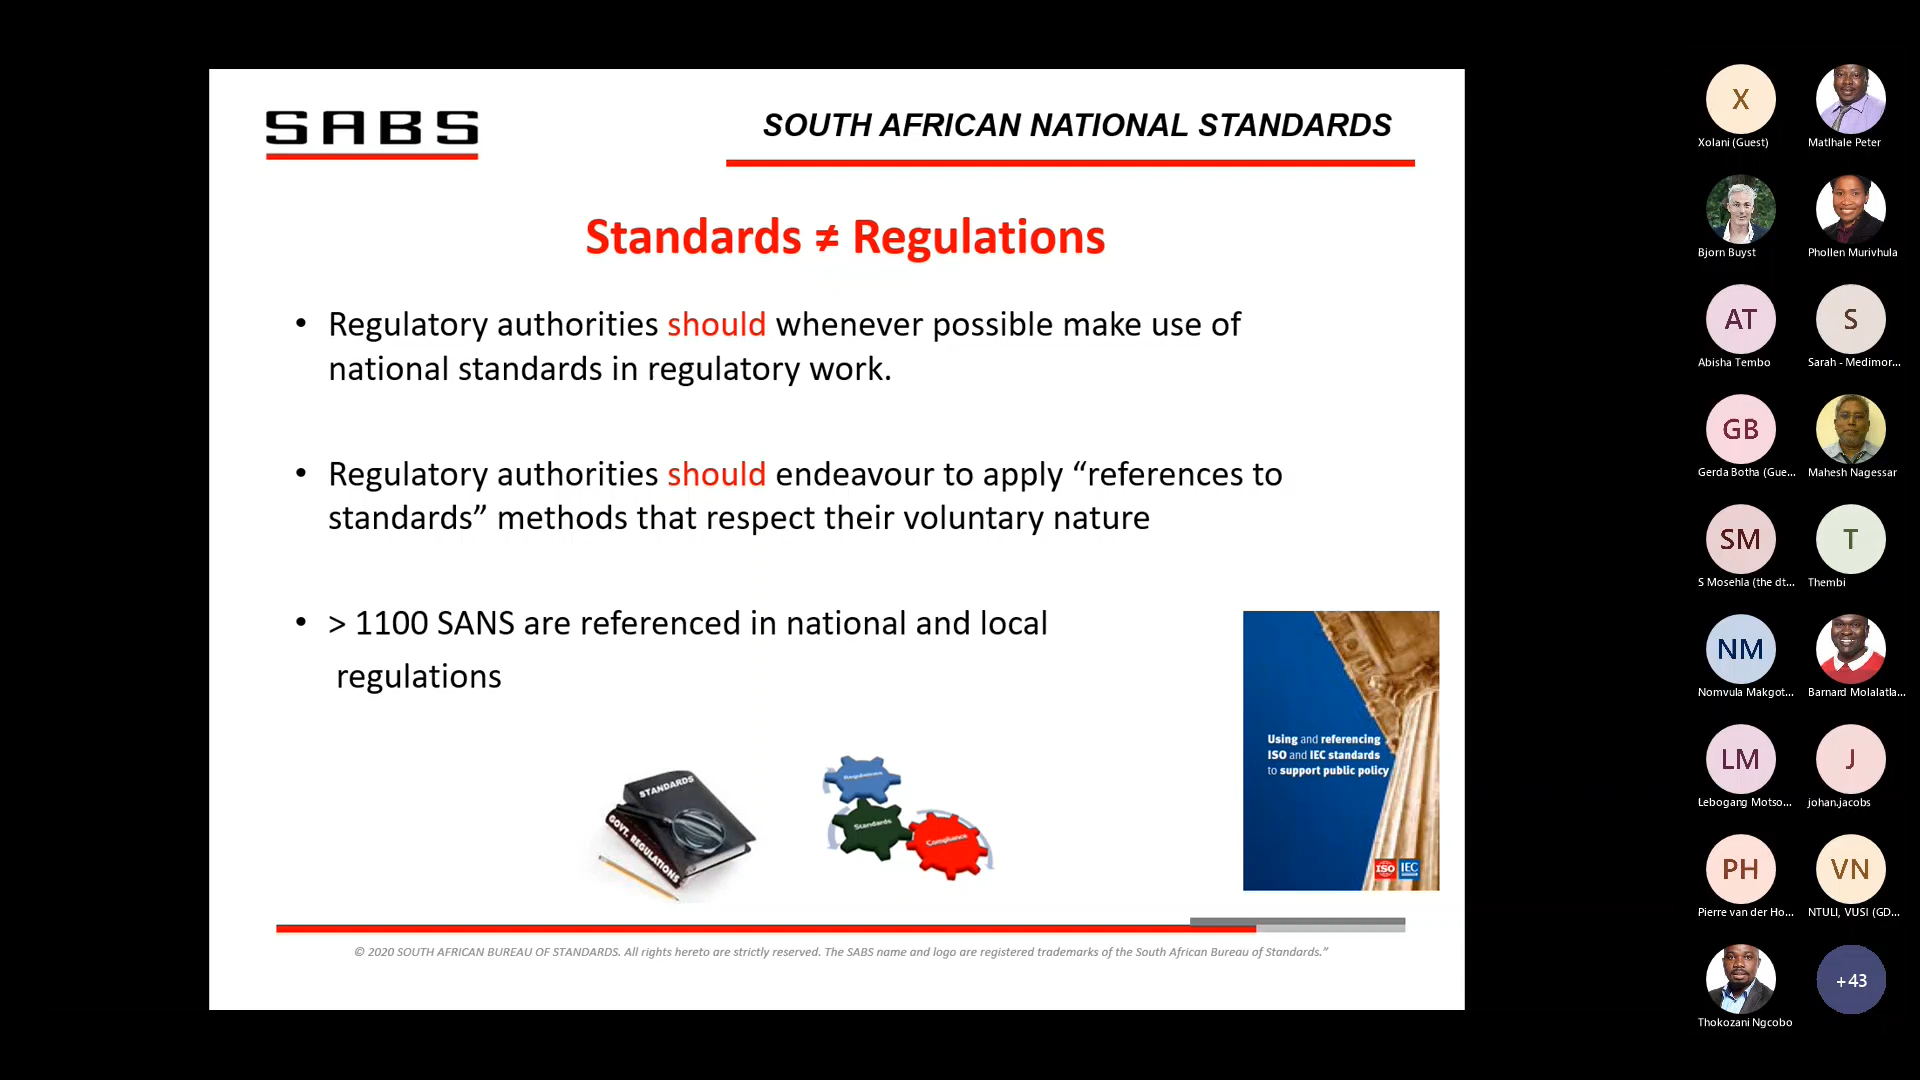 SABS
SOUTH AFRICAN NATIONAL STANDARDS
Standards ≠ Regulations
• Regulatory authorities should whenever possible make use of
national standards in regulatory work.
• Regulatory authorities should endeavour to apply “references to
standards” methods that respect their voluntary nature
• > 1100 SANS are referenced in national and local
regulations
STANDARDS
GOVT. REGULATIONS
Regulations
Standards
Compliance
Using and referencing
ISO and IEC standards
to support public policy
ISO IEC
© 2020 SOUTH AFRICAN BUREAU OF STANDARDS. All rights hereto are strictly reserved. The SABS name and logo are registered trademarks of the South African Bureau of Standards.”
X
Xolani (Guest)
Matlhale Peter
Bjorn Buyst
Phollen Murivhula
AT
Abisha Tembo
S
Sarah - Medimor...
GB
Gerda Botha (Gue...
Mahesh Nagessar
SM
S Mosehla (the dt...
T
Thembi
NM
Nomvula Makgot...
Barnard Molalatla...
LM
Lebogang Motso...
J
johan.jacobs
PH
Pierre van der Ho...
VN
NTULI, VUSI (GD...
Thokozani Ngcobo
+43